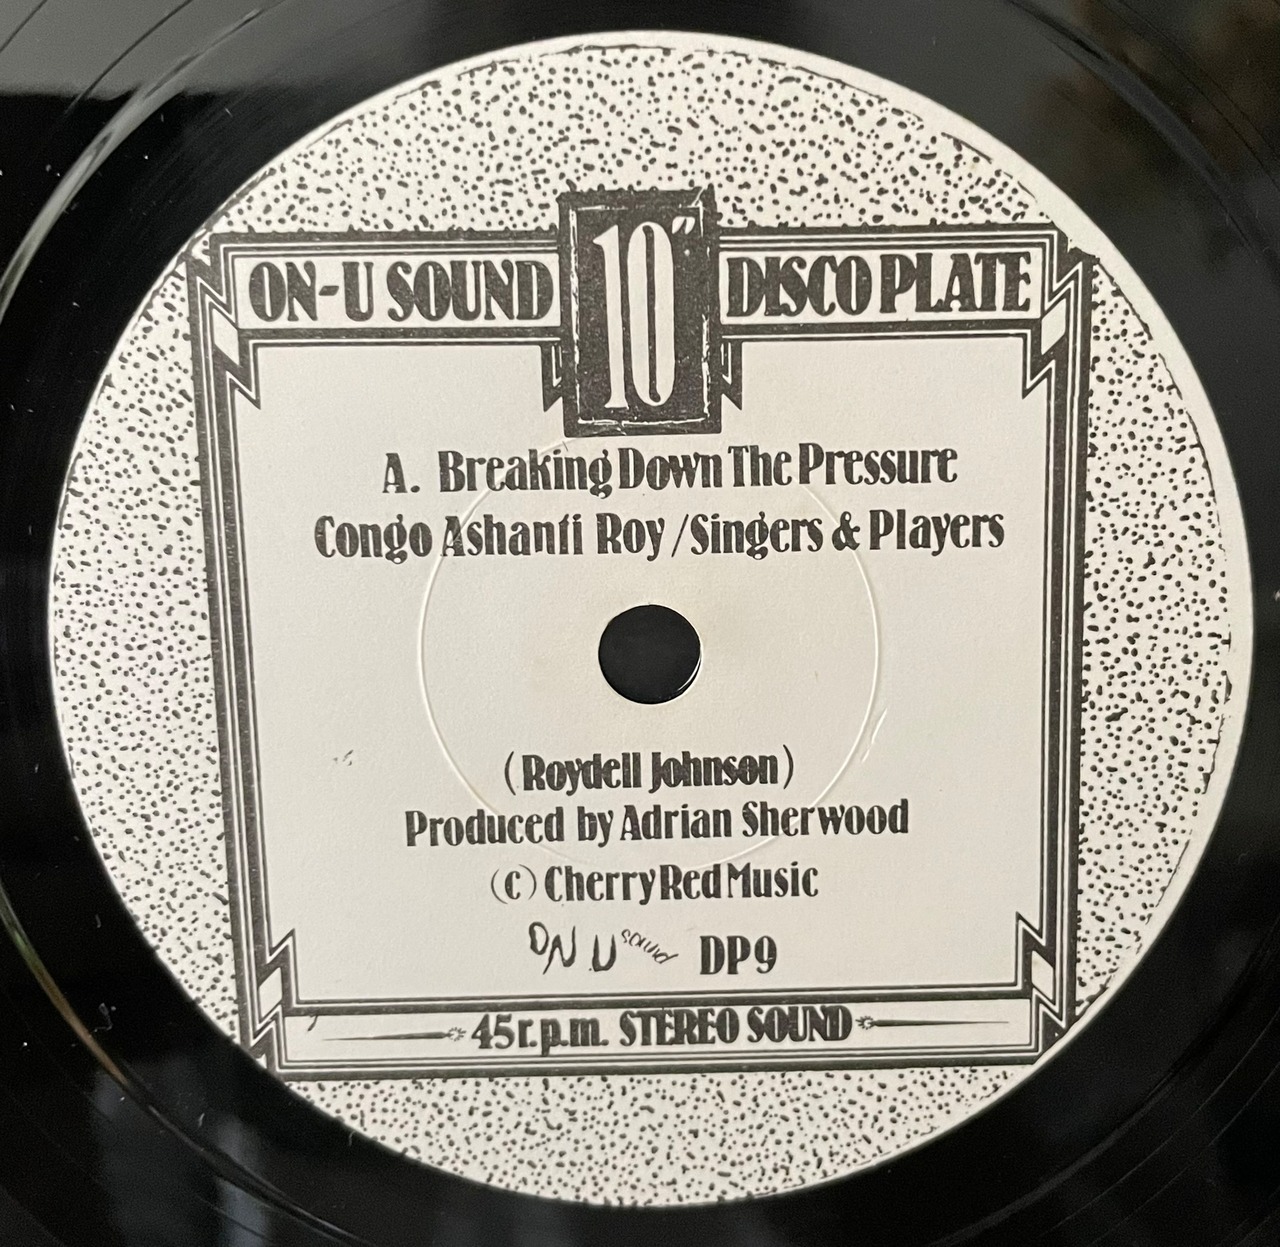 ON-U SOUND 10" DISCO PLATE
A. Breaking Down The Pressure
Congo Ashanti Roy / Singers & Players
(Roydell Johnson)
Produced by Adrian Sherwood
(C) Cherry Red Music
ON U SOUND DP9
45 r.p.m. STEREO SOUND